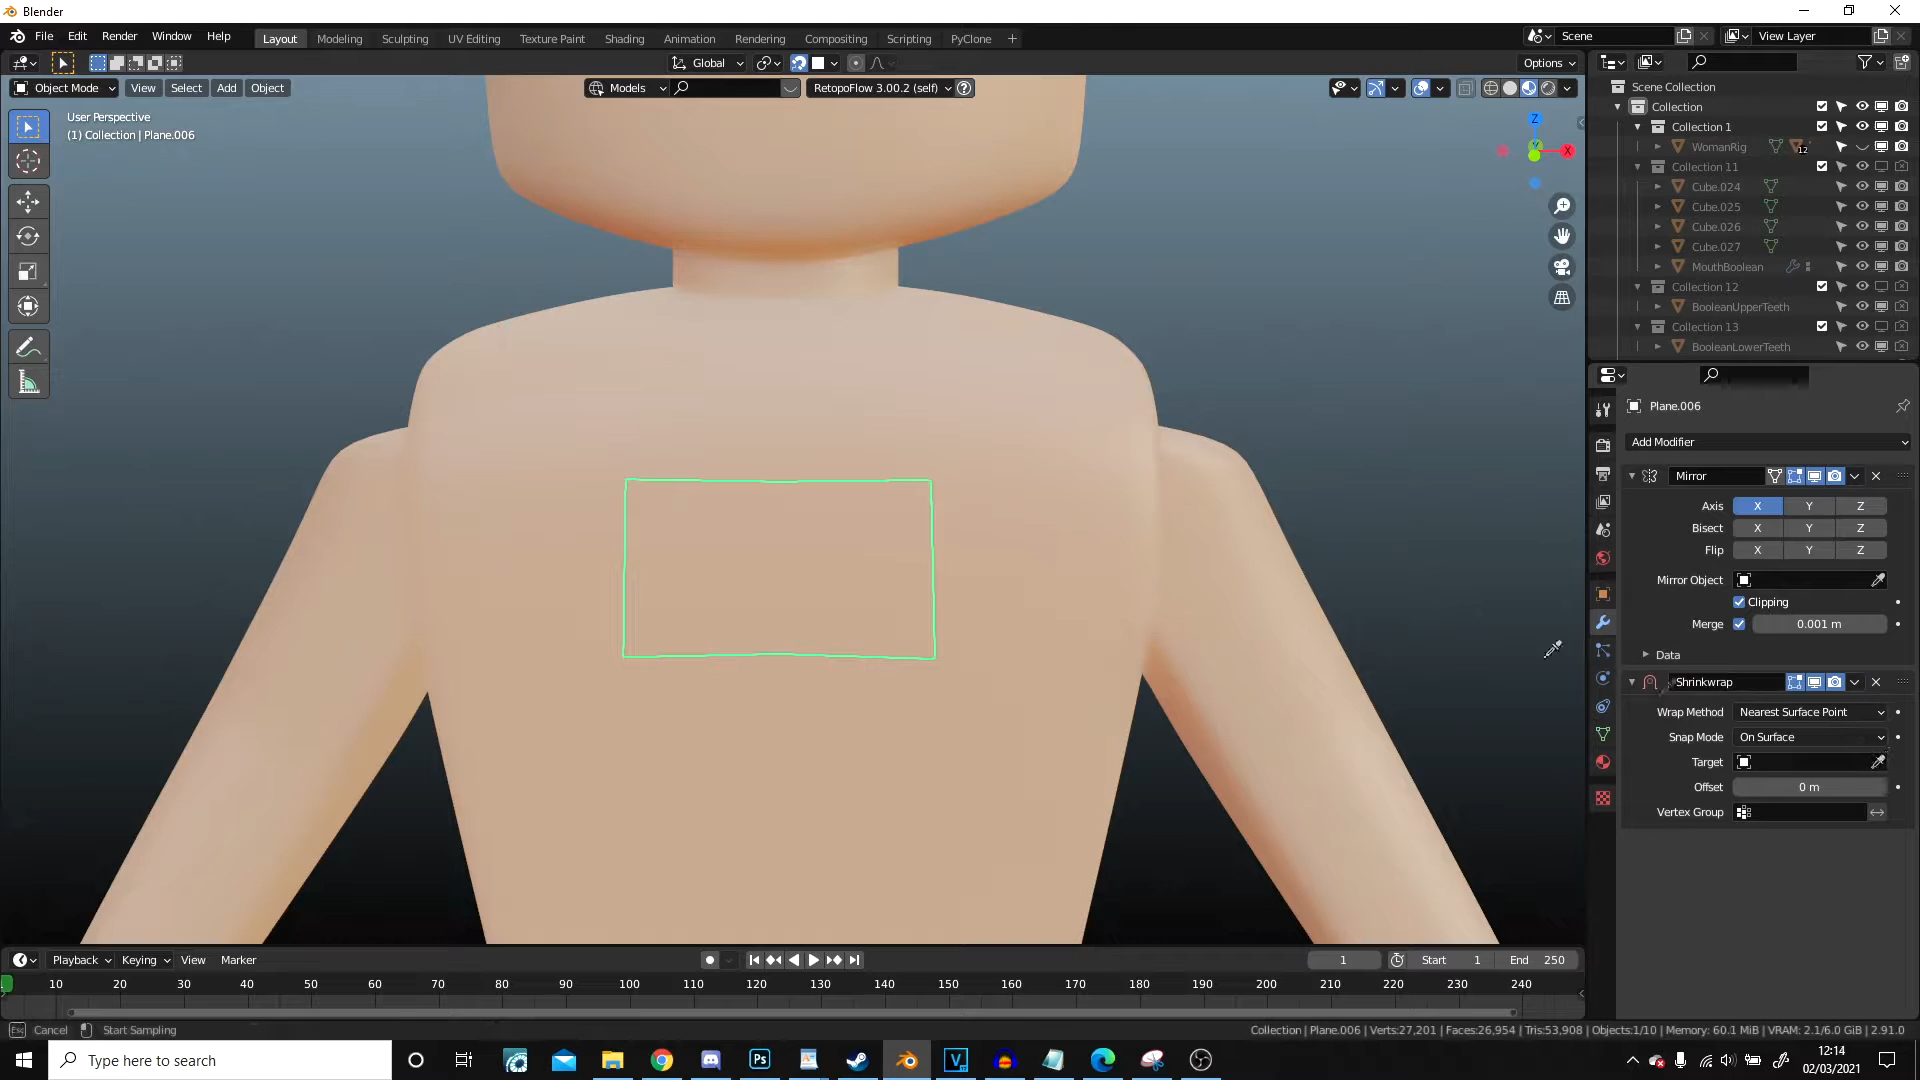 Blender
File Edit Render Window Help
Layout Modeling Sculpting UV Editing Texture Paint Shading Animation Rendering Compositing Scripting PyClone +
Scene
View Layer
Global
Options
Object Mode View Select Add Object
Models
RetopoFlow 3.00.2 (self)
User Perspective
(1) Collection | Plane.006
Z
Y
X
Scene Collection
Collection
Collection 1
WomanRig
12
Collection 11
Cube.024
Cube.025
Cube.026
Cube.027
MouthBoolean
Collection 12
BooleanUpperTeeth
Collection 13
BooleanLowerTeeth
Plane.006
Add Modifier
Mirror
Axis X Y Z
Bisect X Y Z
Flip X Y Z
Mirror Object
Clipping
Merge 0.001 m
Data
Shrinkwrap
Wrap Method Nearest Surface Point
Snap Mode On Surface
Target
Offset 0 m
Vertex Group
Playback Keying View Marker
1 Start 1 End 250
10 20 30 40 50 60 70 80 90 100 110 120 130 140 150 160 170 180 190 200 210 220 230 240
Esc Cancel Start Sampling
Collection | Plane.006 | Verts:27,201 | Faces:26,954 | Tris:53,908 | Objects:1/10 | Memory: 60.1 MiB | VRAM: 2.1/6.0 GiB | 2.91.0
Type here to search
Ps
V
12:14
02/03/2021